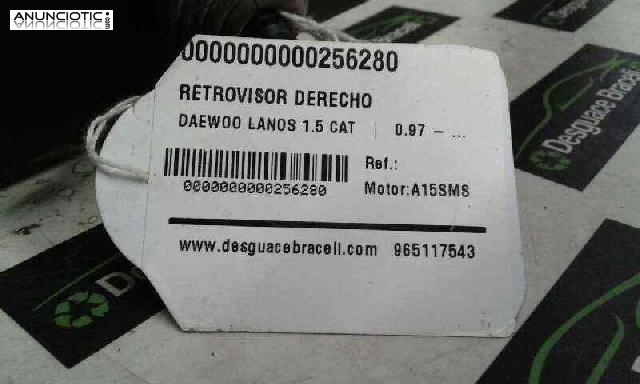 ANUNCIOTIC.es
0000000000256280
RETROVISOR DERECHO
DAEWOO LANOS 1.5 CAT | 0.97 - ...
Ref.:
0000000000256280
Motor:A15SMS
www.desguacebracell.com 965117543
Desguace Bracell
Desguace